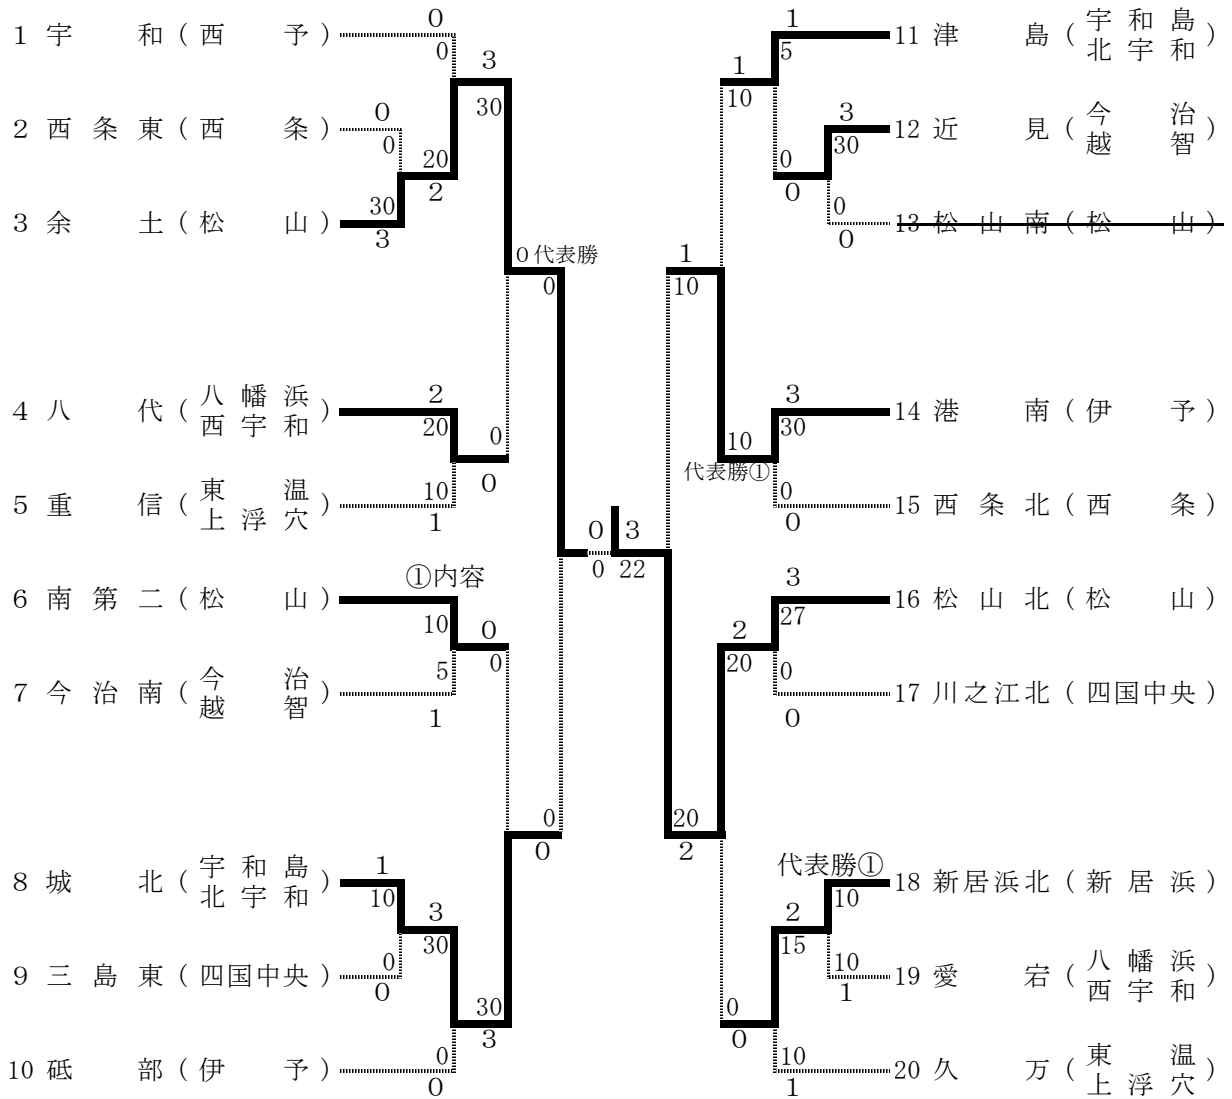 1 宇 和 ( 西 予 )
0
0
3
30
2 西 条 東 ( 西 条 )
0
0
20
2
3 余 土 ( 松 山 )
30
3
0 代表勝
0
4 八 代 ( 八 幡 浜 西 宇 和 )
2
20
0
0
5 重 信 ( 東 温 上 浮 穴 )
10
1
①内容
6 南 第 二 ( 松 山 )
10
0
0
7 今 治 南 ( 今 治 越 智 )
5
1
0
0
8 城 北 ( 宇 和 島 北 宇 和 )
1
10
3
30
9 三 島 東 ( 四国中央 )
0
0
30
3
10 砥 部 ( 伊 予 )
0
0
0 3
0 22
1
5
11 津 島 ( 宇 和 島 北 宇 和 )
1
10
3
30
12 近 見 ( 今 治 越 智 )
0
0
0
0
13 松 山 南 ( 松 山 )
1
10
3
30
14 港 南 ( 伊 予 )
10
代表勝①
0
0
15 西 条 北 ( 西 条 )
3
27
16 松 山 北 ( 松 山 )
2
20
0
0
17 川之江北 ( 四国中央 )
20
2
代表勝①
10
18 新居浜北 ( 新 居 浜 )
2
15
10
1
19 愛 宕 ( 八 幡 浜 西 宇 和 )
0
0
10
1
20 久 万 ( 東 温 上 浮 穴 )